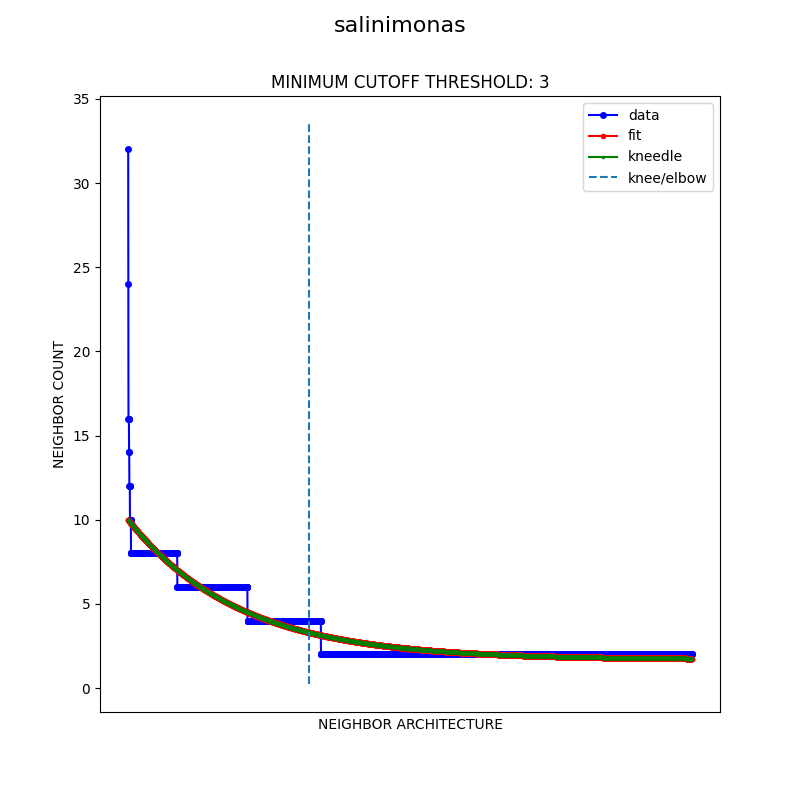 salinimonas
MINIMUM CUTOFF THRESHOLD: 3
35
30
25
20
15
10
5
0
NEIGHBOR COUNT
data
fit
kneedle
knee/elbow
NEIGHBOR ARCHITECTURE